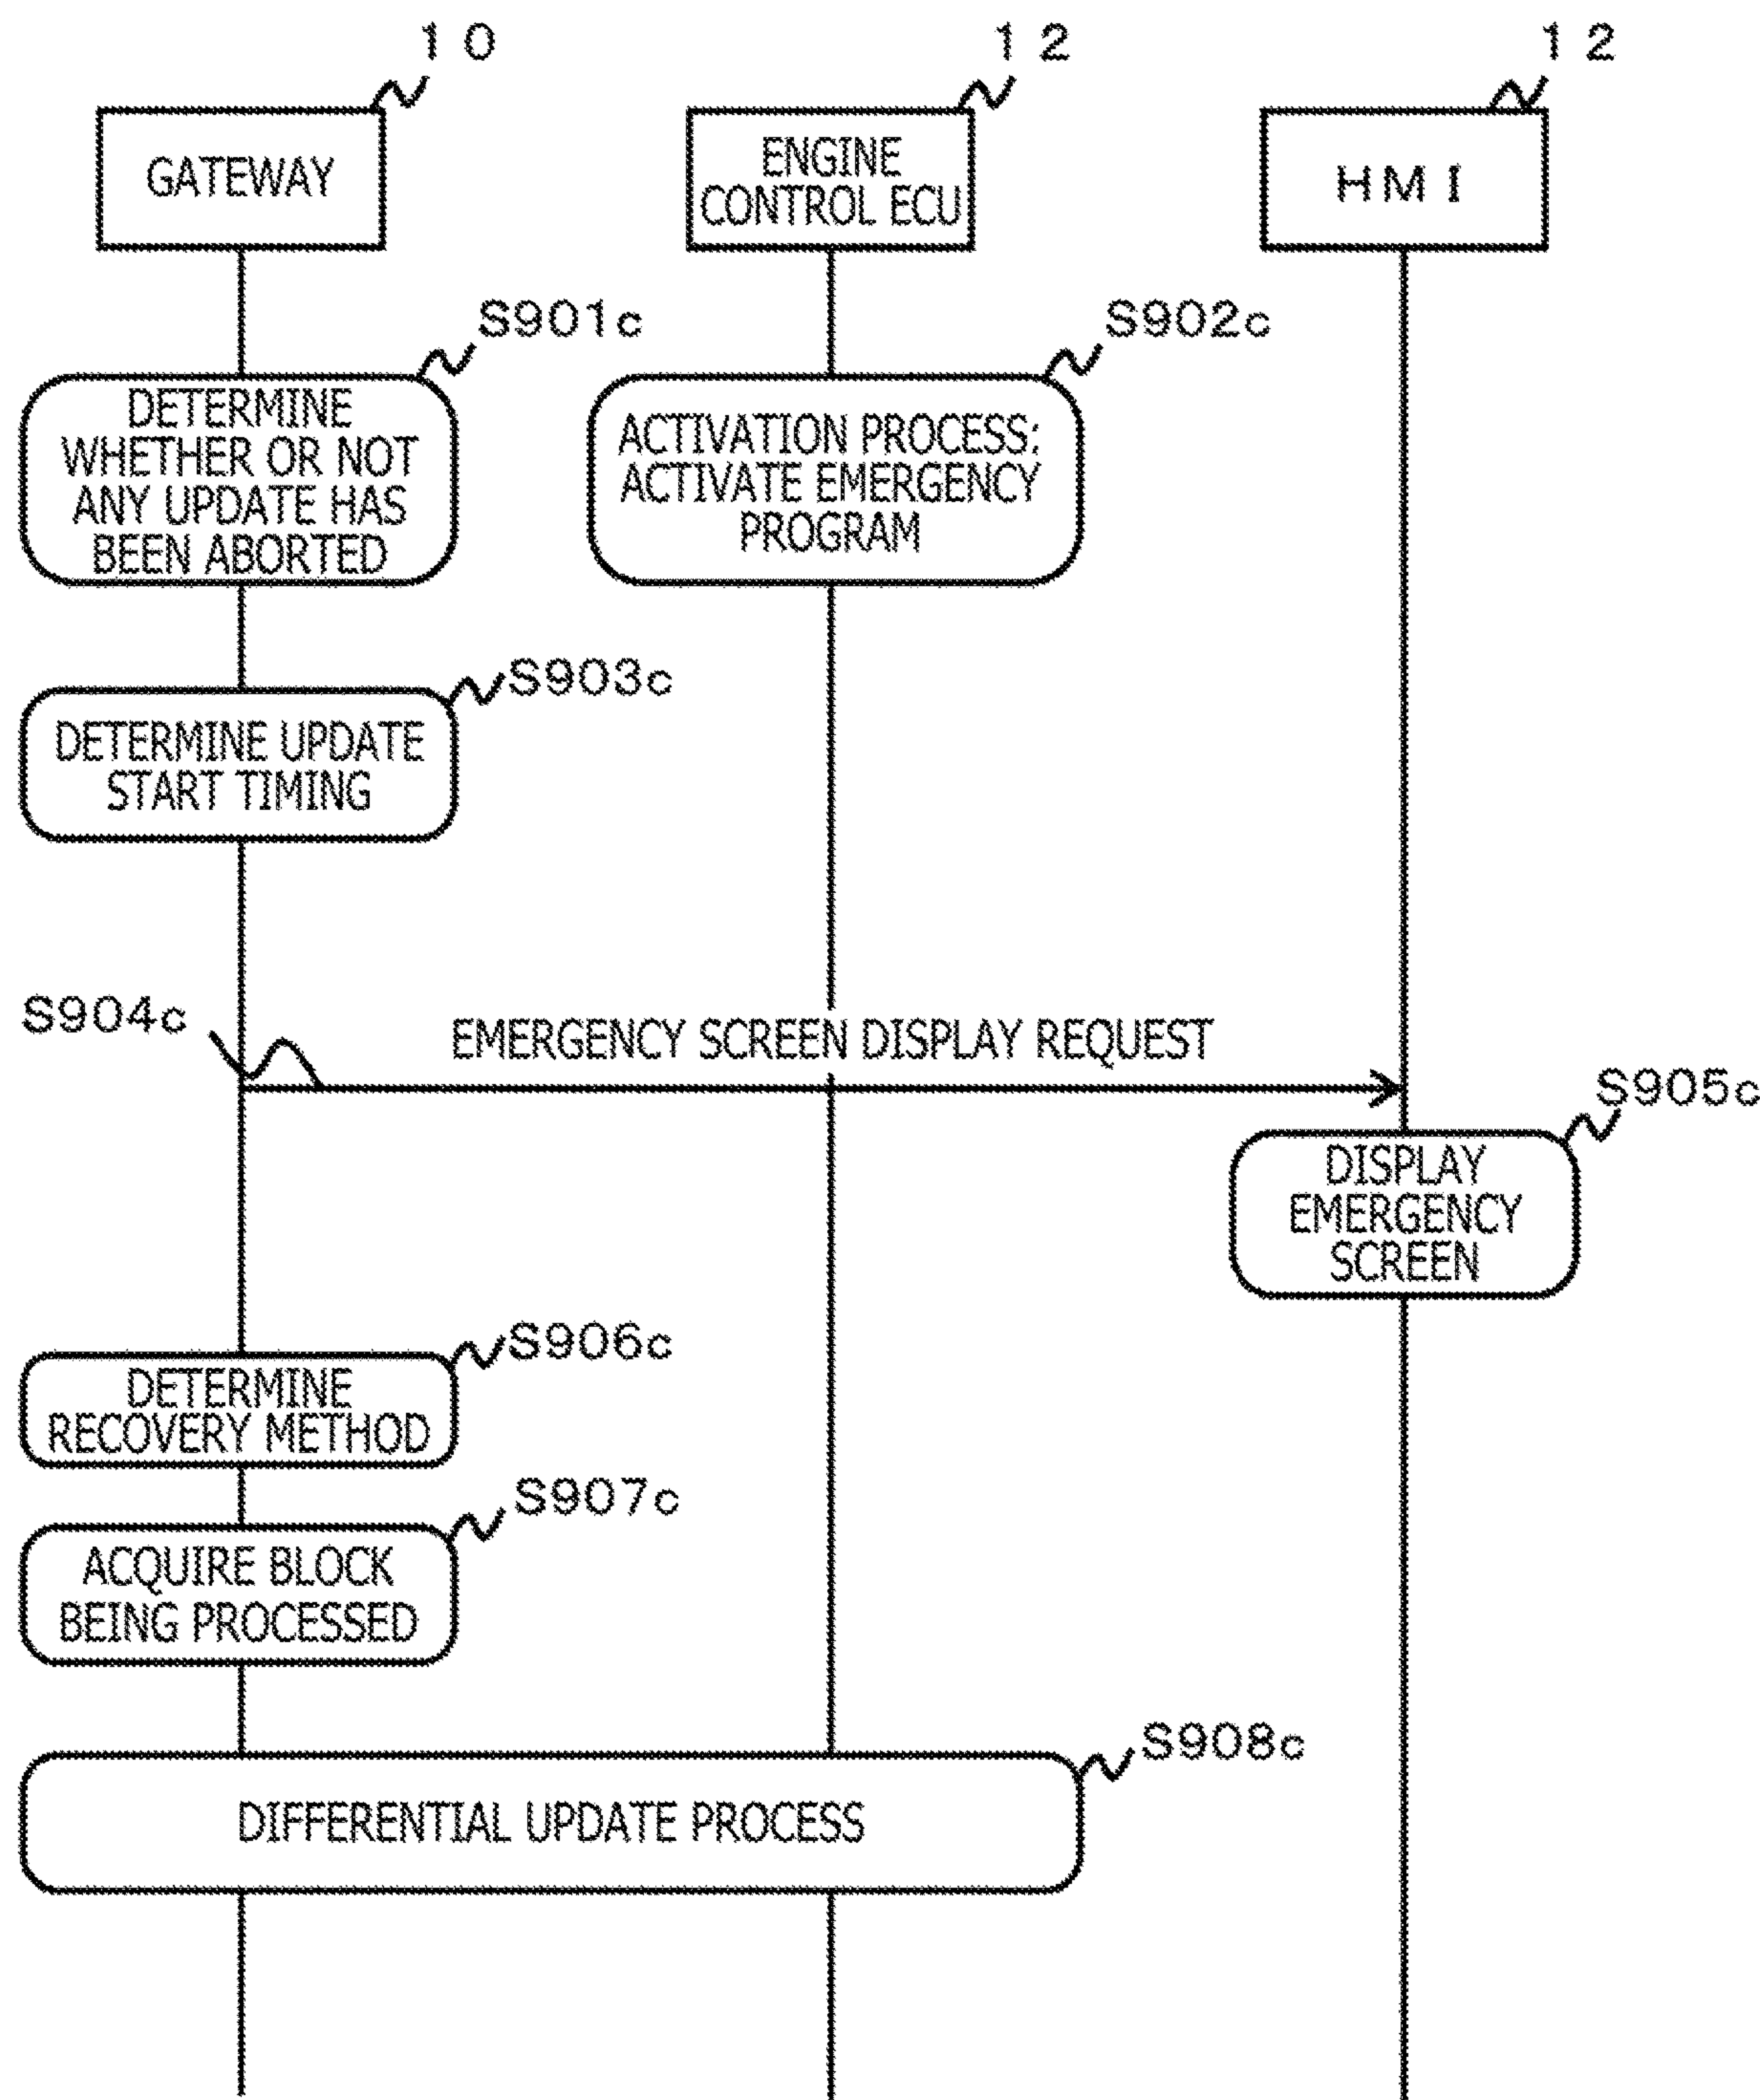 10
12
12
GATEWAY
ENGINE
CONTROL ECU
HMI
S901c
S902c
DETERMINE
WHETHER OR NOT
ANY UPDATE HAS
BEEN ABORTED
ACTIVATION PROCESS:
ACTIVATE EMERGENCY
PROGRAM
S903c
DETERMINE UPDATE
START TIMING
S904c
EMERGENCY SCREEN DISPLAY REQUEST
S905c
DISPLAY
EMERGENCY
SCREEN
S906c
DETERMINE
RECOVERY METHOD
S907c
ACQUIRE BLOCK
BEING PROCESSED
S908c
DIFFERENTIAL UPDATE PROCESS